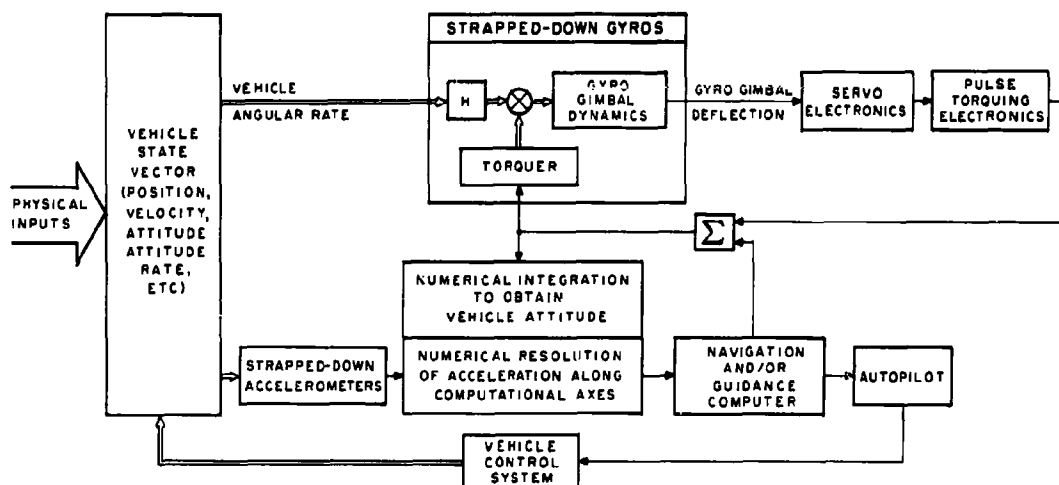 STRAPPED-DOWN GYROS
VEHICLE
ANGULAR RATE
H
GYRO
GIMBAL
DYNAMICS
TORQUER
GYRO GIMBAL
DEFLECTION
SERVO
ELECTRONICS
PULSE
TORQUING
ELECTRONICS
PHYSICAL
INPUTS
VEHICLE
STATE
VECTOR
(POSITION,
VELOCITY,
ATTITUDE
ATTITUDE
RATE,
ETC)
Σ
NUMERICAL INTEGRATION
TO OBTAIN
VEHICLE ATTITUDE
STRAPPED-DOWN
ACCELEROMETERS
NUMERICAL RESOLUTION
OF ACCELERATION ALONG
COMPUTATIONAL AXES
NAVIGATION
AND/OR
GUIDANCE
COMPUTER
AUTOPILOT
VEHICLE
CONTROL
SYSTEM